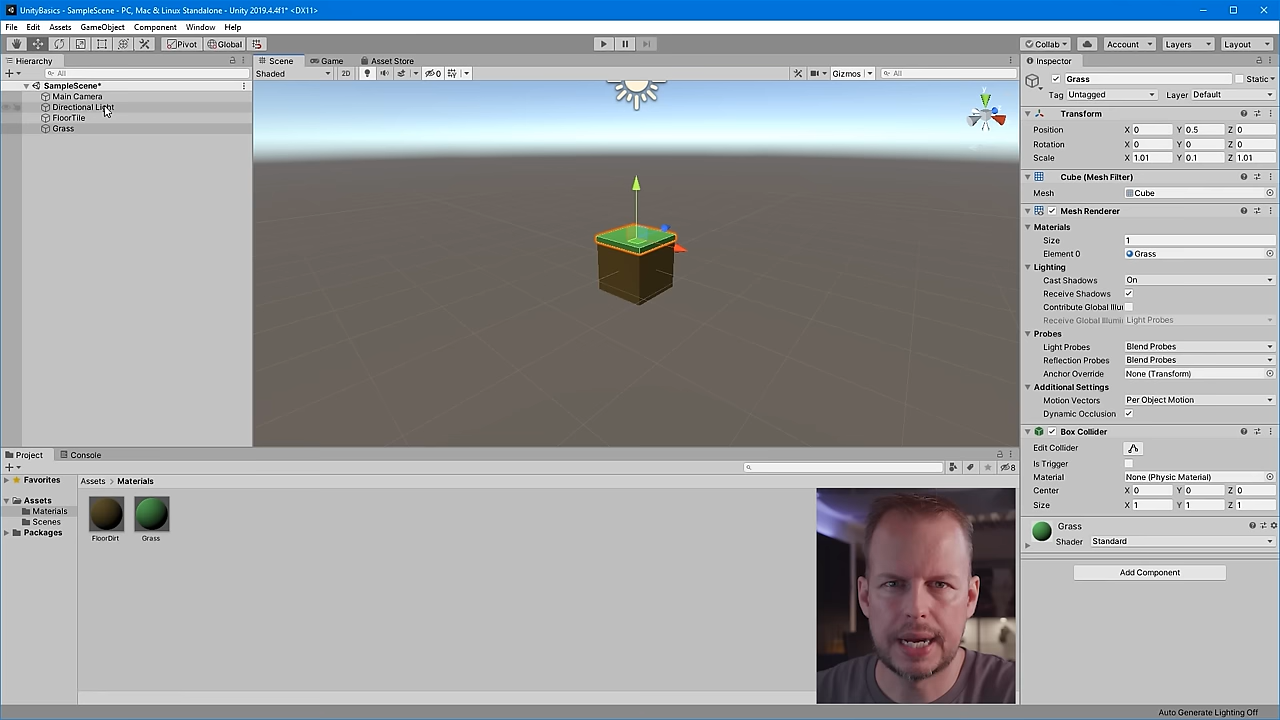 UnityBasics - SampleScene - PC, Mac & Linux Standalone - Unity 2019.4.4f1* <DX11>
File Edit Assets GameObject Component Window Help
Pivot Global Collab Account Layers Layout
Hierarchy
All
SampleScene*
Main Camera
Directional Light
FloorTile
Grass
Scene Game Asset Store
Shaded 2D 0 Gizmos All
y
Inspector
Grass Static
Tag Untagged Layer Default
Transform
Position X 0 Y 0.5 Z 0
Rotation X 0 Y 0 Z 0
Scale X 1.01 Y 0.1 Z 1.01
Cube (Mesh Filter)
Mesh Cube
Mesh Renderer
Materials
Size 1
Element 0 Grass
Lighting
Cast Shadows On
Receive Shadows
Contribute Global Illu
Receive Global Illumi Light Probes
Probes
Light Probes Blend Probes
Reflection Probes Blend Probes
Anchor Override None (Transform)
Additional Settings
Motion Vectors Per Object Motion
Dynamic Occlusion
Box Collider
Edit Collider
Is Trigger
Material None (Physic Material)
Center X 0 Y 0 Z 0
Size X 1 Y 1 Z 1
Grass
Shader Standard
Add Component
Project Console
8
Favorites
Assets
Materials
Scenes
Packages
Assets > Materials
FloorDirt Grass
Auto Generate Lighting Off